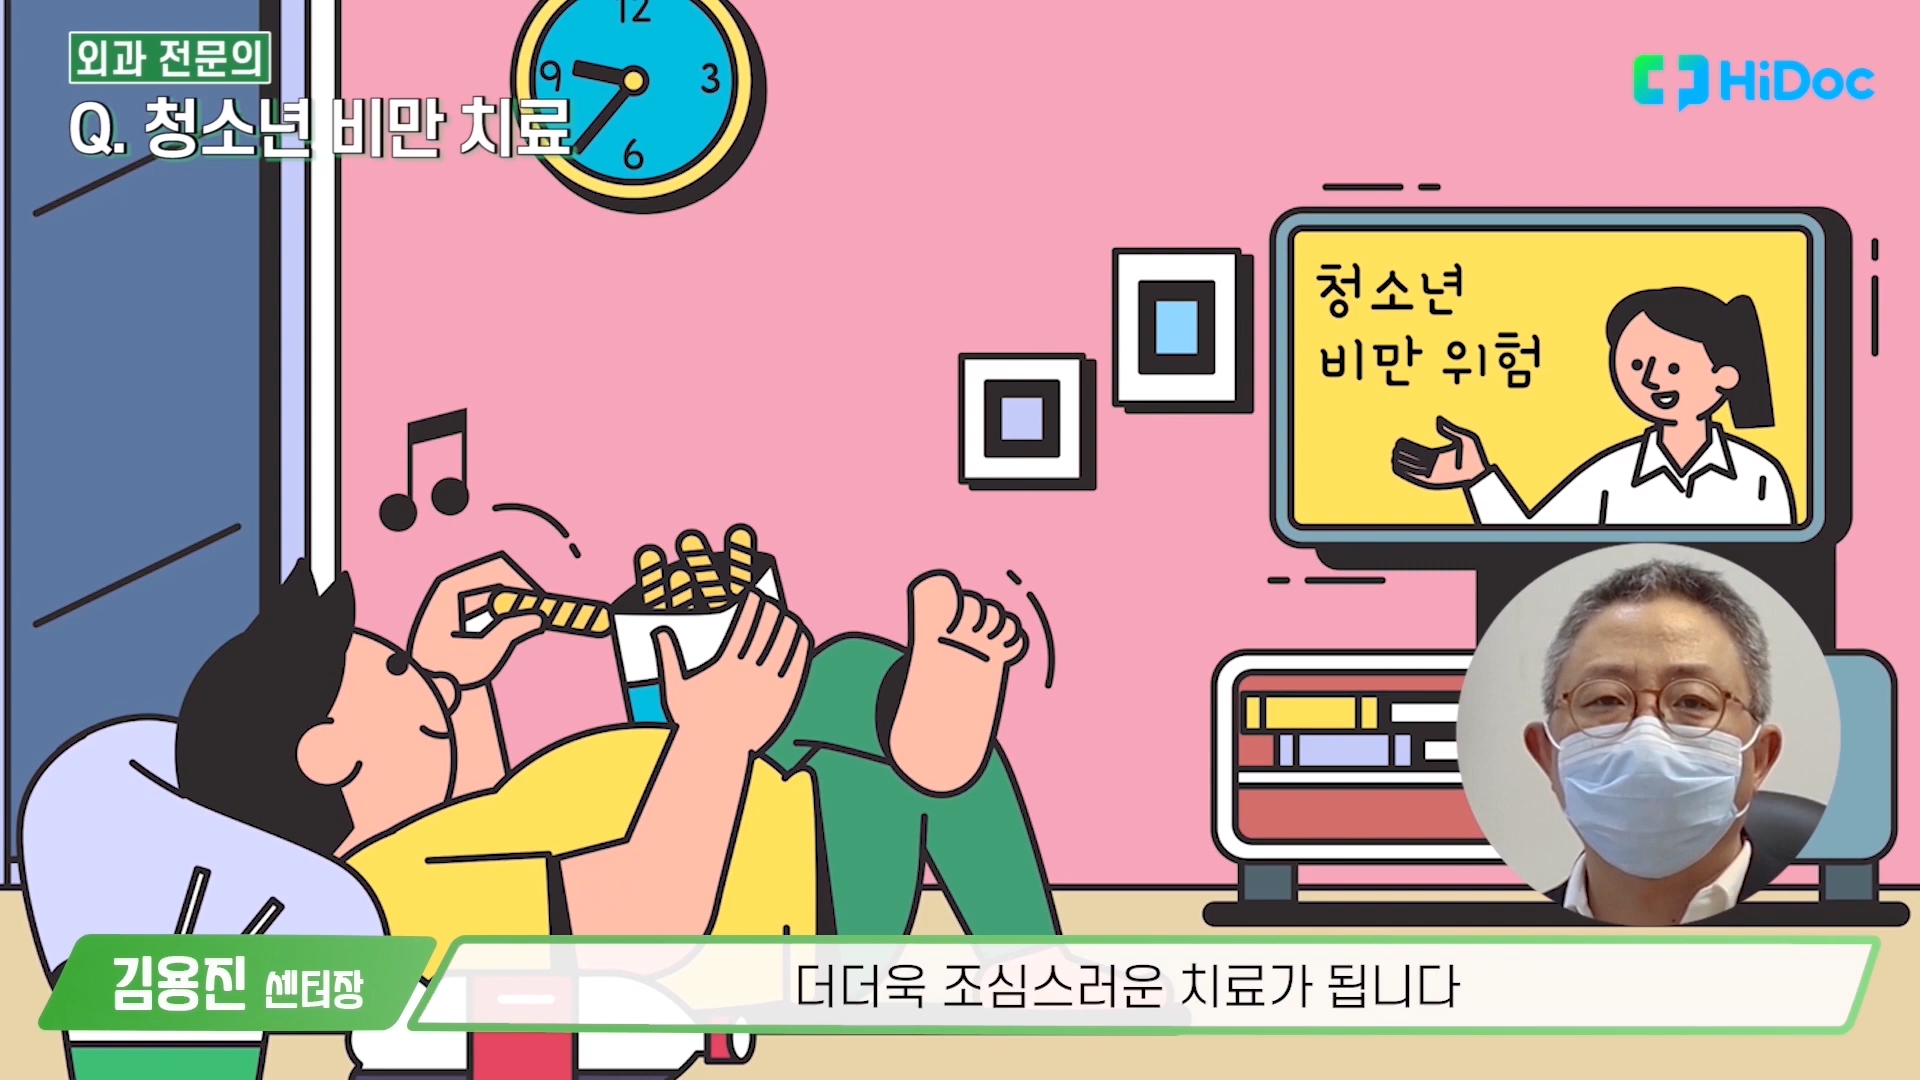 외과 전문의
Q. 청소년 비만 치료
HiDoc
12
9
3
6
청소년
비만 위험
김용진 센터장
더더욱 조심스러운 치료가 됩니다